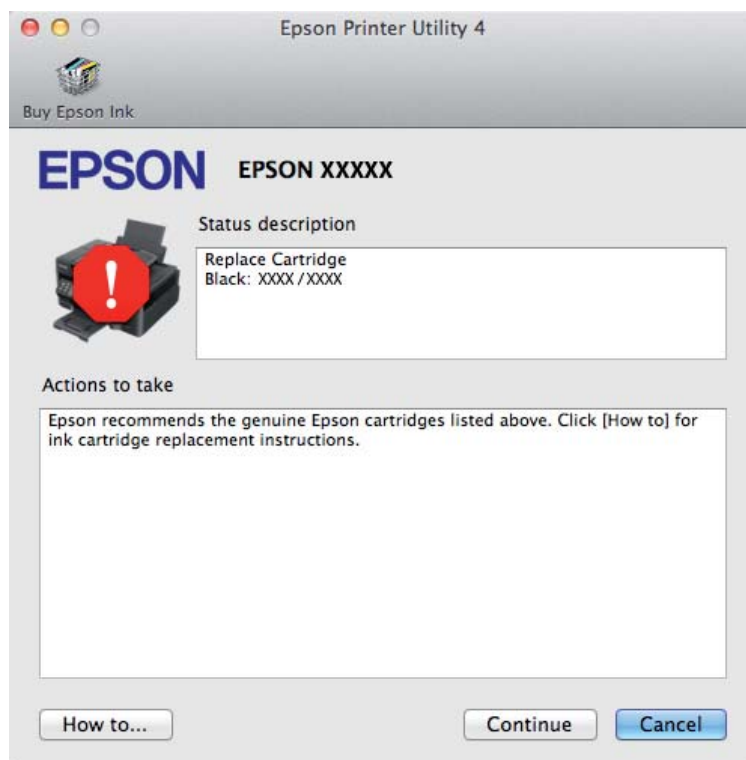 Epson Printer Utility 4
Buy Epson Ink
EPSON EPSON XXXXX
Status description
Replace Cartridge
Black: XXXX / XXXX
!
Actions to take
Epson recommends the genuine Epson cartridges listed above. Click [How to] for
ink cartridge replacement instructions.
How to... Continue Cancel